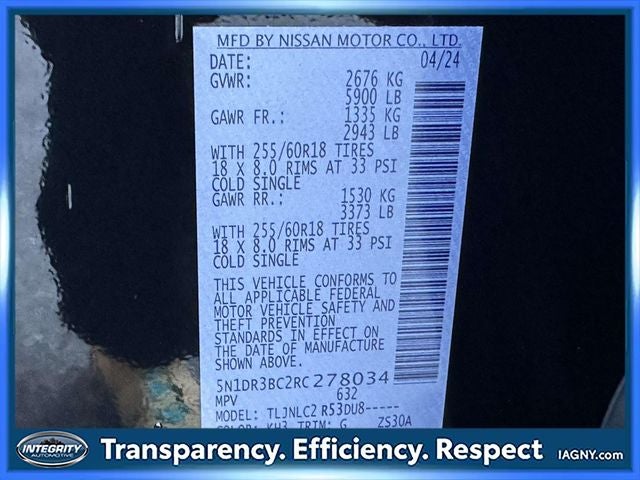 MFD BY NISSAN MOTOR CO., LTD.
DATE: 04/24
GVWR: 2676 KG
5900 LB
GAWR FR.: 1335 KG
2943 LB
WITH 255/60R18 TIRES
18 X 8.0 RIMS AT 33 PSI
COLD SINGLE
GAWR RR.: 1530 KG
3373 LB
WITH 255/60R18 TIRES
18 X 8.0 RIMS AT 33 PSI
COLD SINGLE
THIS VEHICLE CONFORMS TO
ALL APPLICABLE FEDERAL
MOTOR VEHICLE SAFETY AND
THEFT PREVENTION
STANDARDS IN EFFECT ON
THE DATE OF MANUFACTURE
SHOWN ABOVE.
5N1DR3BC2RC278034
MPV 632
MODEL: TLJNLC2 R53DU8-----
COLOR: KH3 TRIM: G ZS30A
INTEGRITY
AUTOMOTIVE
Transparency. Efficiency. Respect
IAGNY.com